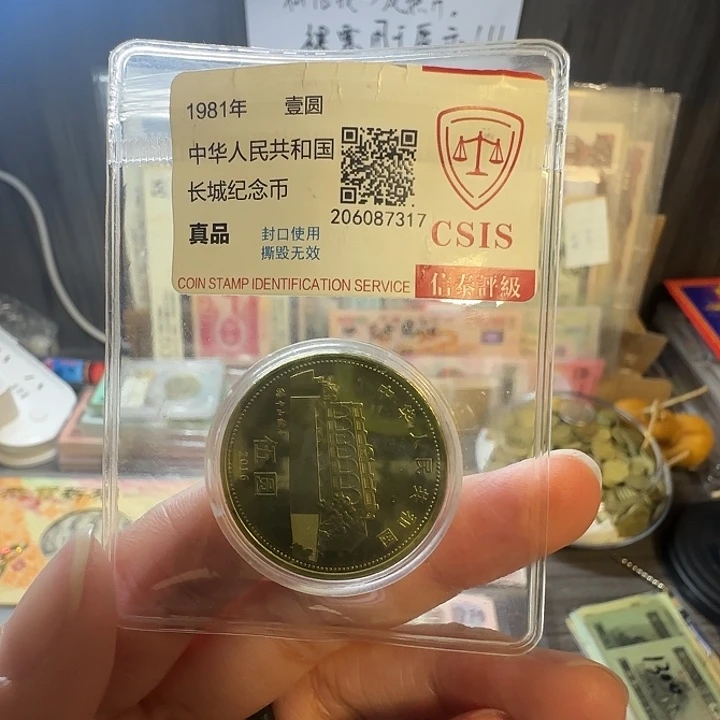 1981年 壹圆
中华人民共和国
长城纪念币
真品
封口使用
撕毁无效
206087317
CSIS
COIN STAMP IDENTIFICATION SERVICE
信泰評級
中华人民共和国
伍圆
2016
1300